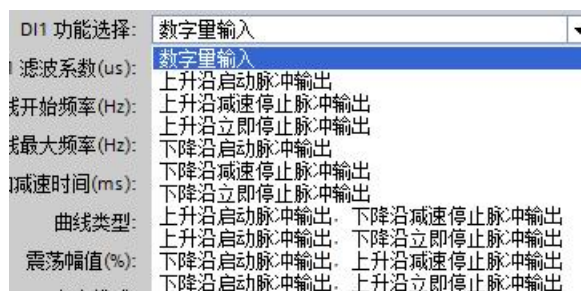 DI1 功能选择: 数字量输入
滤波系数(us): 数字量输入
上升沿启动脉冲输出
上升沿减速停止脉冲输出
线开始频率(Hz): 上升沿立即停止脉冲输出
线最大频率(Hz): 下降沿启动脉冲输出
下降沿减速停止脉冲输出
减速时间(ms): 下降沿立即停止脉冲输出
曲线类型: 上升沿启动脉冲输出，下降沿减速停止脉冲输出
上升沿启动脉冲输出，下降沿立即停止脉冲输出
震荡幅值(%): 下降沿启动脉冲输出，上升沿减速停止脉冲输出
下降沿启动脉冲输出，上升沿立即停止脉冲输出